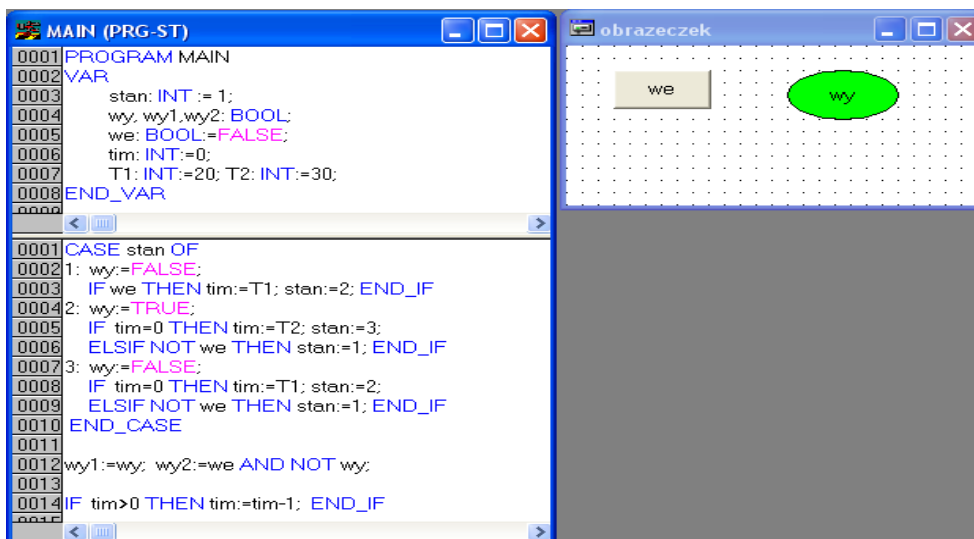 MAIN (PRG-ST)
0001 PROGRAM MAIN
0002 VAR
0003 stan: INT := 1;
0004 wy, wy1,wy2: BOOL;
0005 we: BOOL:=FALSE;
0006 tim: INT:=0;
0007 T1: INT:=20; T2: INT:=30;
0008 END_VAR
0001 CASE stan OF
0002 1: wy:=FALSE;
0003 IF we THEN tim:=T1; stan:=2; END_IF
0004 2: wy:=TRUE;
0005 IF tim=0 THEN tim:=T2; stan:=3;
0006 ELSIF NOT we THEN stan:=1; END_IF
0007 3: wy:=FALSE;
0008 IF tim=0 THEN tim:=T1; stan:=2;
0009 ELSIF NOT we THEN stan:=1; END_IF
0010 END_CASE
0011
0012 wy1:=wy; wy2:=we AND NOT wy;
0013
0014 IF tim>0 THEN tim:=tim-1; END_IF
obrazeczek
we
wy